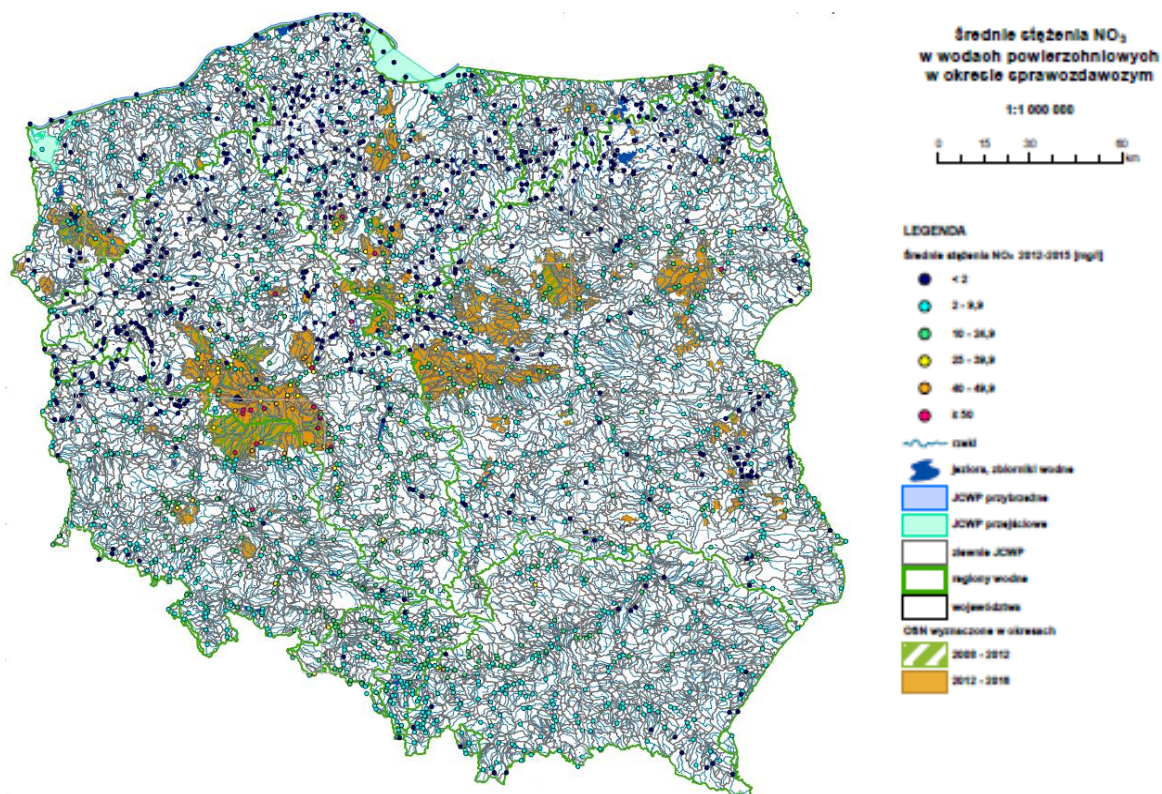 Średnie stężenia NO₃
w wodach powierzchniowych
w okresie sprawozdawczym
1:1 000 000
0 15 30 60
km
LEGENDA
Średnie stężenia NO₃ 2012-2015 [mg/l]
< 2
2 - 9,9
10 - 24,9
25 - 39,9
40 - 49,9
≥ 50
rzeki
jeziora, zbiorniki wodne
JCWP przybrzeżne
JCWP przejściowe
zlewnie JCWP
regiony wodne
województwa
OSN wyznaczone w okresach
2008 - 2012
2012 - 2016